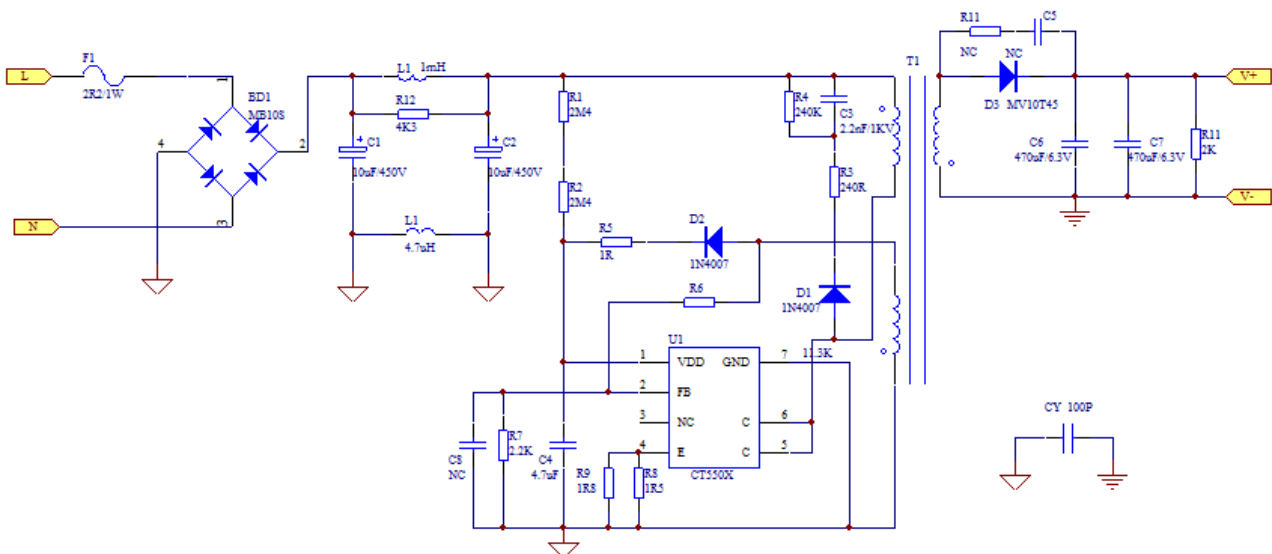 L
F1
2R2/1W
1
BD1
MB10S
4
2
3
N
L1
1mH
R12
4K3
C1
10uF/450V
C2
10uF/450V
L1
4.7uH
R1
2M4
R2
2M4
R5
1R
D2
1N4007
R6
R4
240K
C3
2.2nF/1KV
R3
240R
D1
1N4007
T1
R11
NC
C5
NC
D3
MV10T45
C6
470uF/6.3V
C7
470uF/6.3V
R11
2K
V+
V-
U1
11.3K
1
VDD
GND
7
2
FB
3
NC
C
6
4
E
C
5
CT550X
C8
NC
R7
2.2K
C4
4.7uF
R9
1R8
R8
1R5
CY 100P